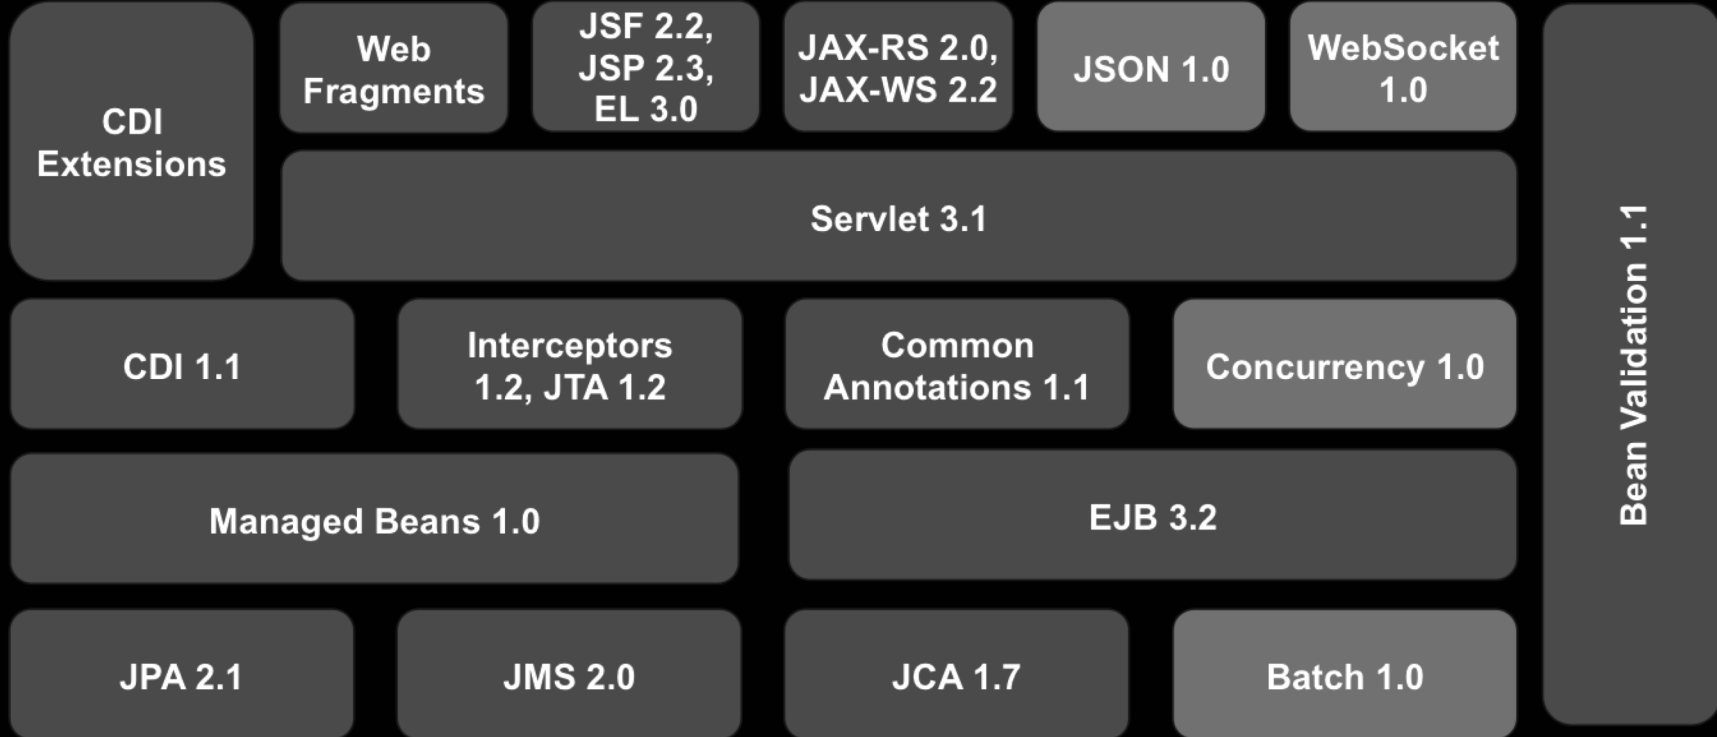 CDI
Extensions
Web
Fragments
JSF 2.2,
JSP 2.3,
EL 3.0
JAX-RS 2.0,
JAX-WS 2.2
JSON 1.0
WebSocket
1.0
Servlet 3.1
CDI 1.1
Interceptors
1.2, JTA 1.2
Common
Annotations 1.1
Concurrency 1.0
Managed Beans 1.0
EJB 3.2
JPA 2.1
JMS 2.0
JCA 1.7
Batch 1.0
Bean Validation 1.1